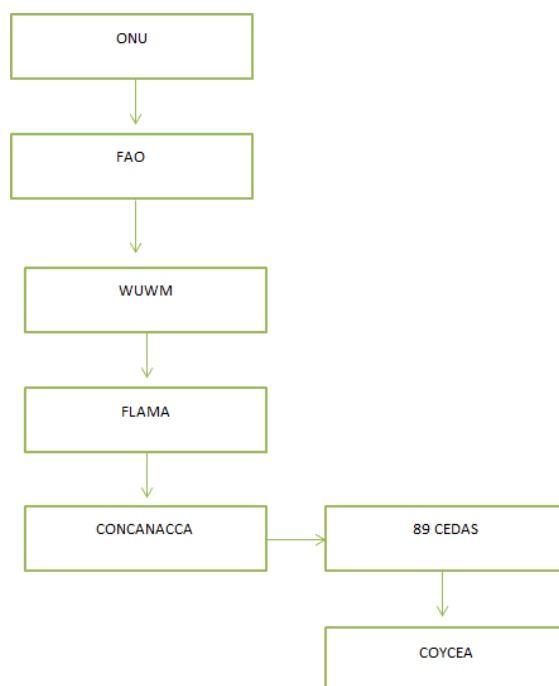 ONU
FAO
WUWM
FLAMA
CONCANACCA
89 CEDAS
COYCEA